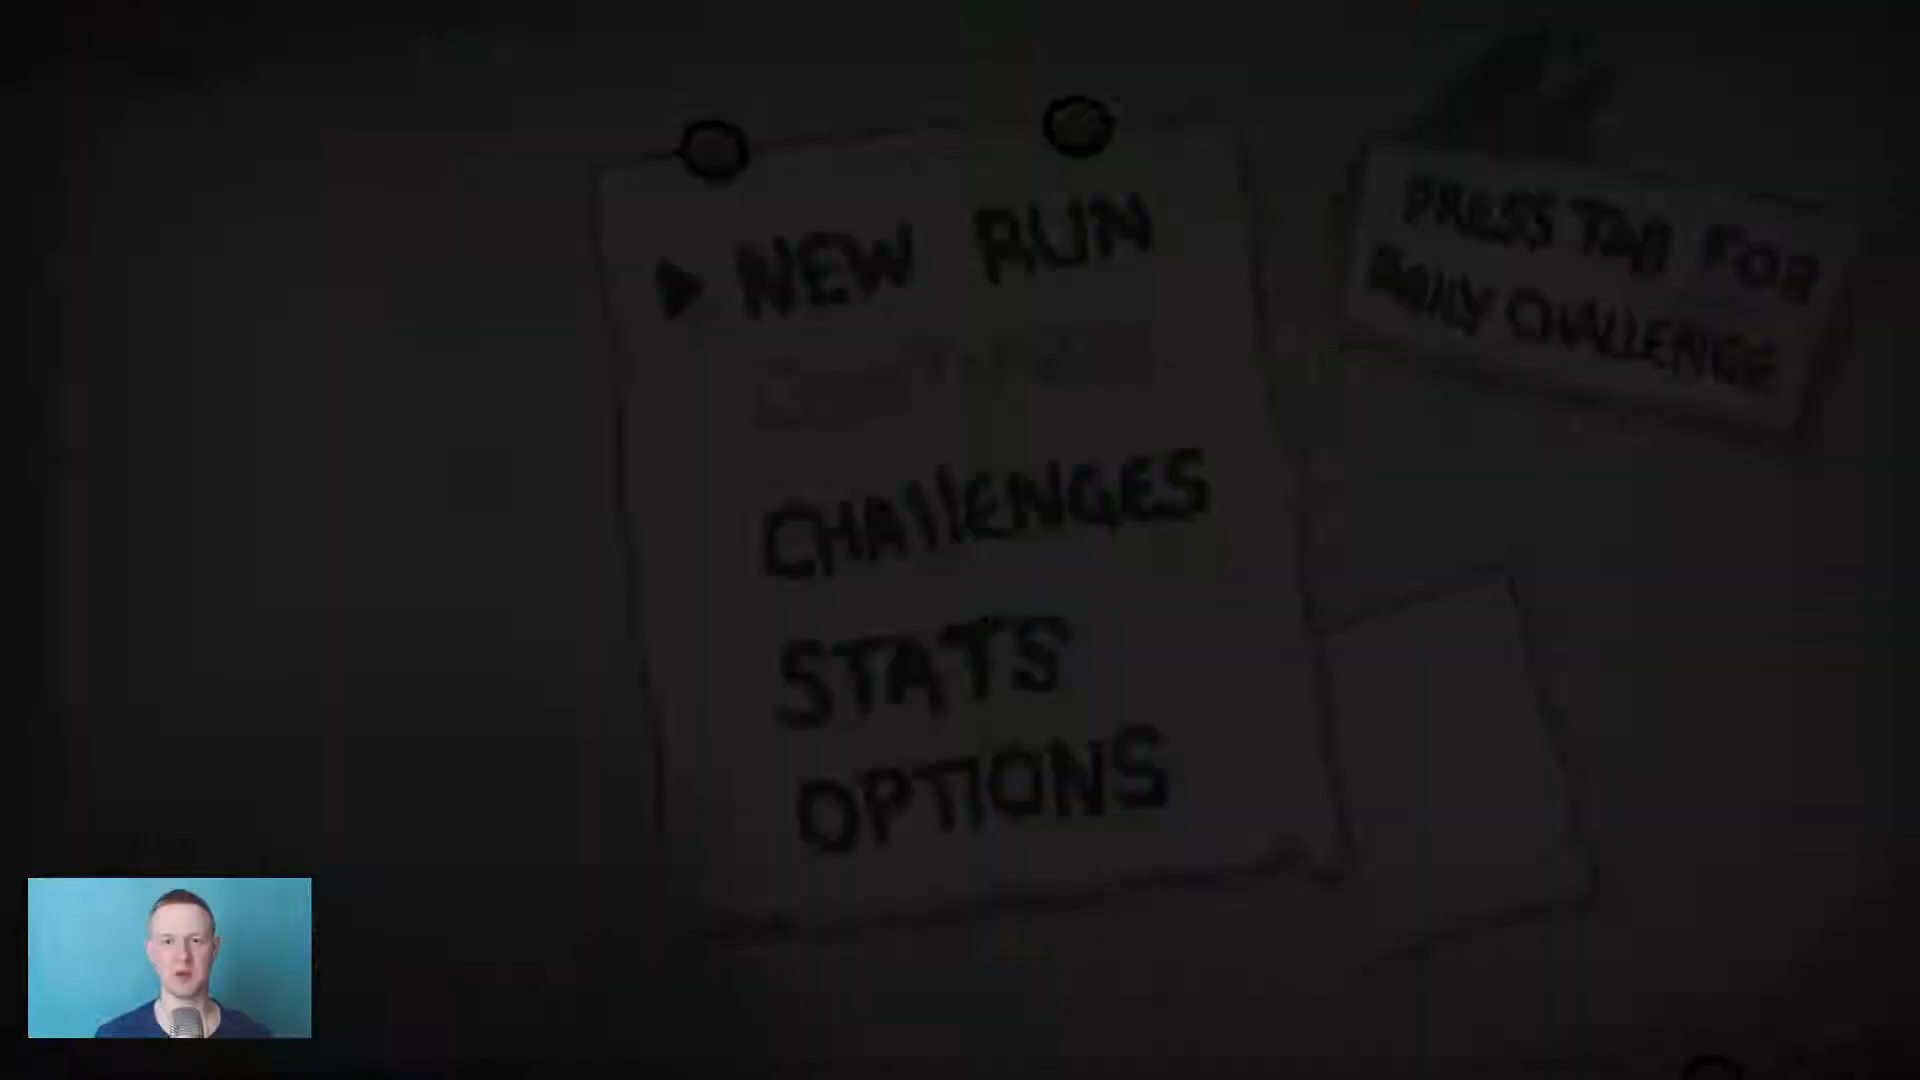 NEW RUN
CHALLENGES
STATS
OPTIONS
PRESS TAB FOR
DAILY CHALLENGE